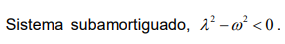 Sistema subamortiguado, λ² − ω² < 0.